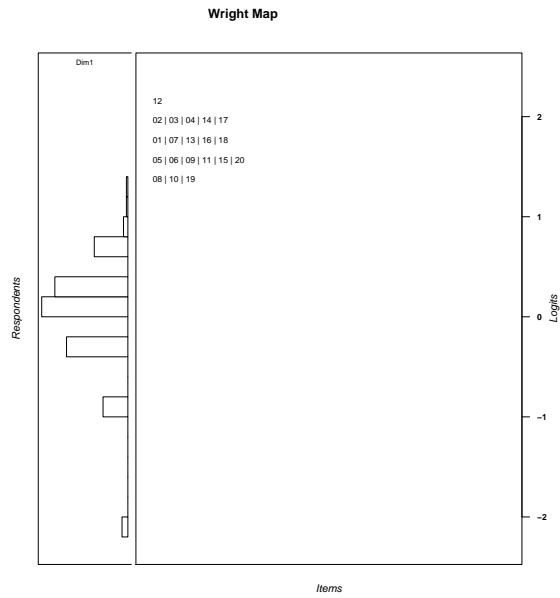 Wright Map
Dim1
12
02 | 03 | 04 | 14 | 17
01 | 07 | 13 | 16 | 18
05 | 06 | 09 | 11 | 15 | 20
08 | 10 | 19
Respondents
2
1
0
−1
−2
Logits
Items